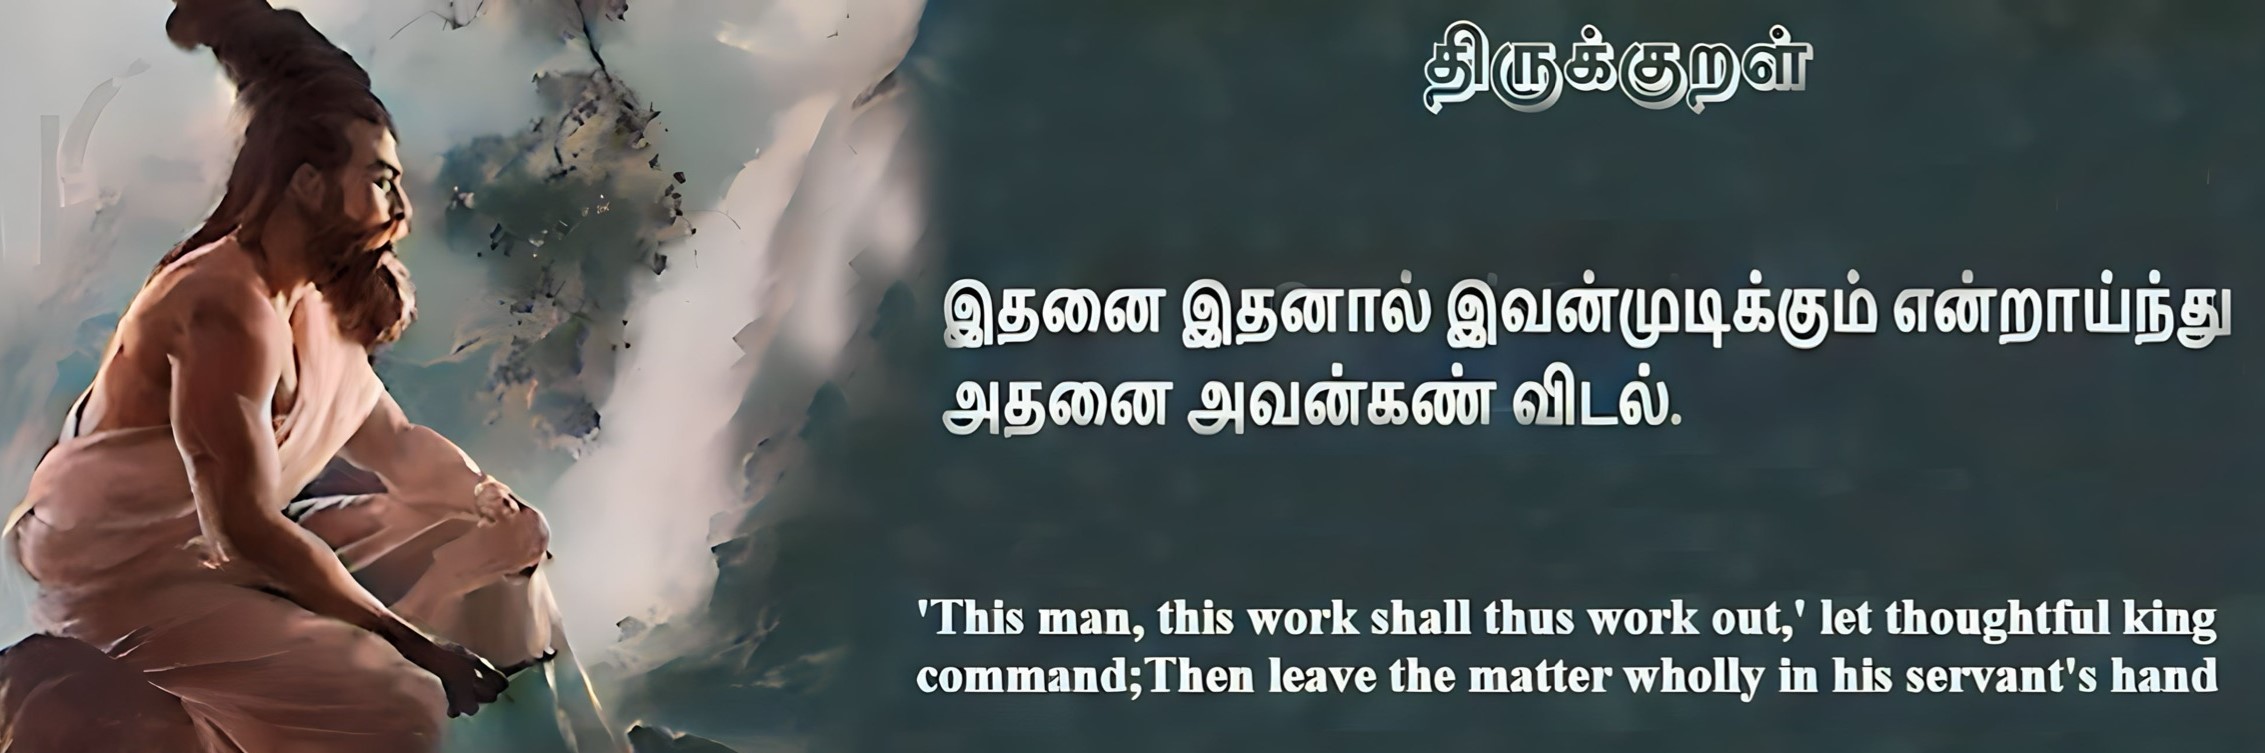 திருக்குறள்
இதனை இதனால் இவன்முடிக்கும் என்றாய்ந்து
அதனை அவன்கண் விடல்.
'This man, this work shall thus work out,' let thoughtful king
command;Then leave the matter wholly in his servant's hand